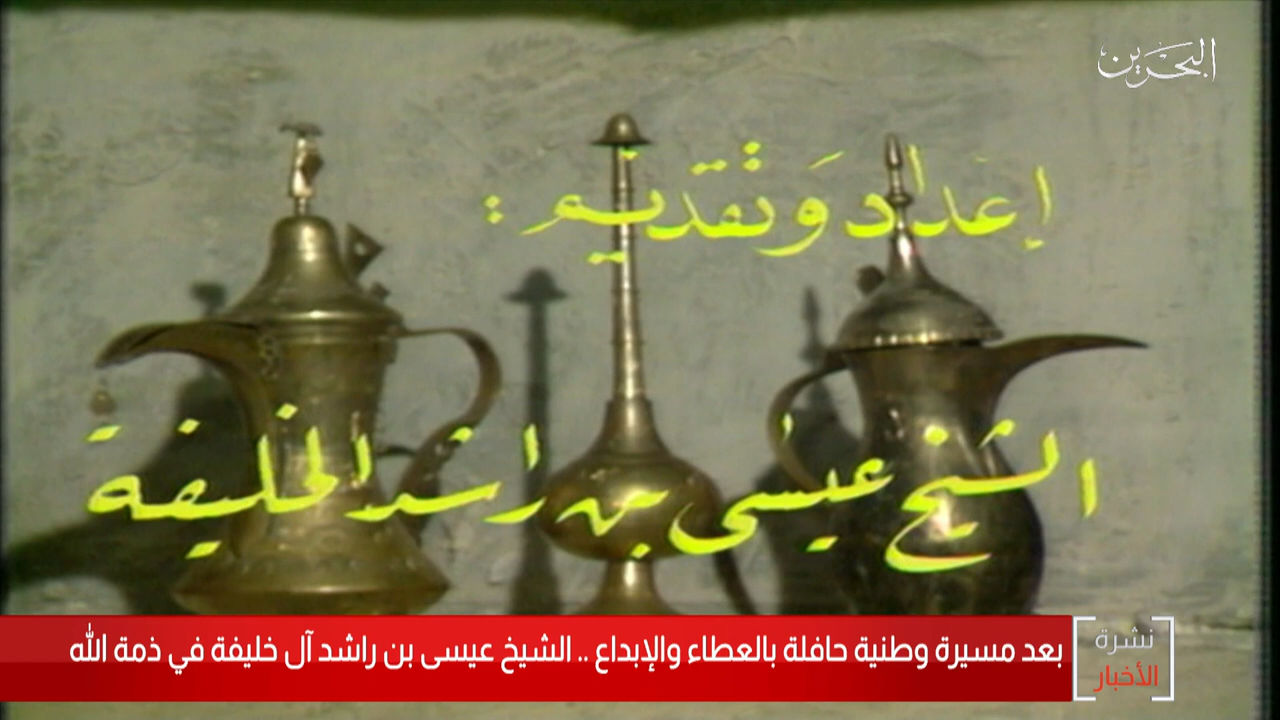 البحرين
إعداد وتقديم :
الشيخ عيسى بن راشد الخليفة
بعد مسيرة وطنية حافلة بالعطاء والإبداع .. الشيخ عيسى بن راشد آل خليفة في ذمة الله
نشرة
الأخبار